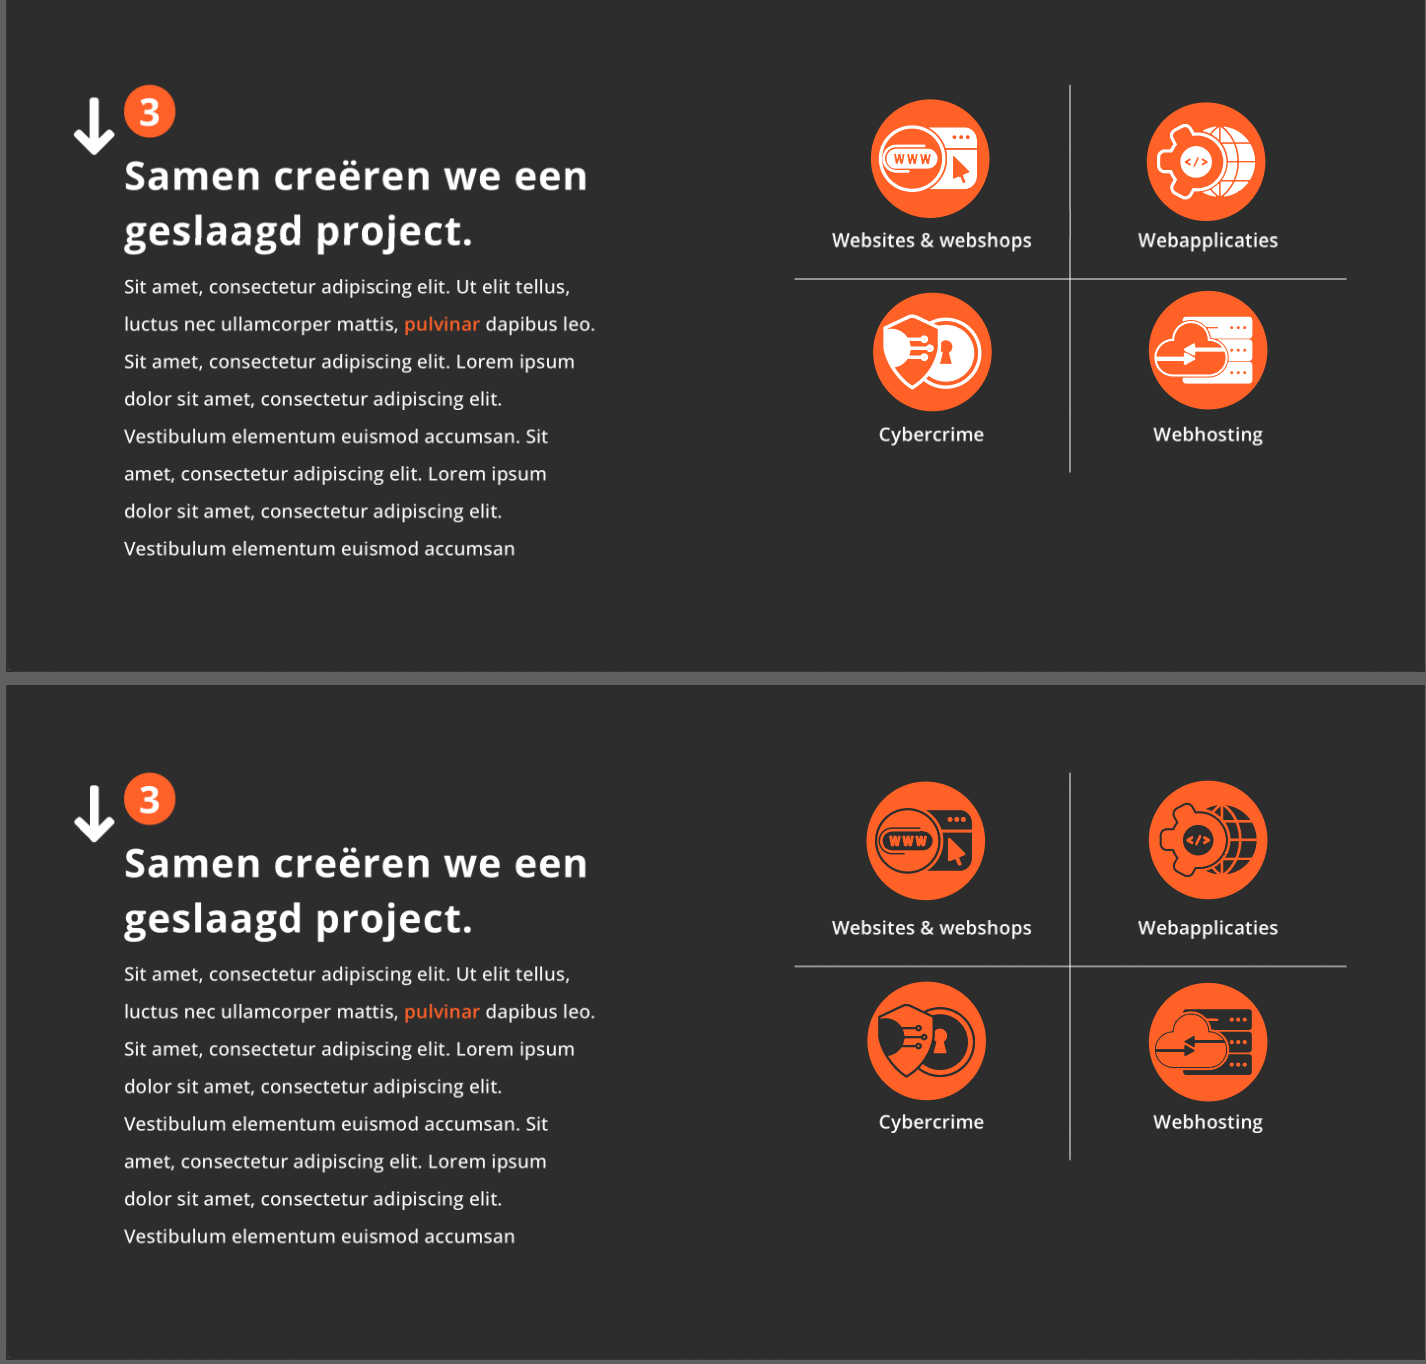 3
Samen creëren we een
geslaagd project.
Sit amet, consectetur adipiscing elit. Ut elit tellus,
luctus nec ullamcorper mattis, pulvinar dapibus leo.
Sit amet, consectetur adipiscing elit. Lorem ipsum
dolor sit amet, consectetur adipiscing elit.
Vestibulum elementum euismod accumsan. Sit
amet, consectetur adipiscing elit. Lorem ipsum
dolor sit amet, consectetur adipiscing elit.
Vestibulum elementum euismod accumsan
WWW
</>
Websites & webshops
Webapplicaties
Cybercrime
Webhosting
3
Samen creëren we een
geslaagd project.
Sit amet, consectetur adipiscing elit. Ut elit tellus,
luctus nec ullamcorper mattis, pulvinar dapibus leo.
Sit amet, consectetur adipiscing elit. Lorem ipsum
dolor sit amet, consectetur adipiscing elit.
Vestibulum elementum euismod accumsan. Sit
amet, consectetur adipiscing elit. Lorem ipsum
dolor sit amet, consectetur adipiscing elit.
Vestibulum elementum euismod accumsan
WWW
</>
Websites & webshops
Webapplicaties
Cybercrime
Webhosting